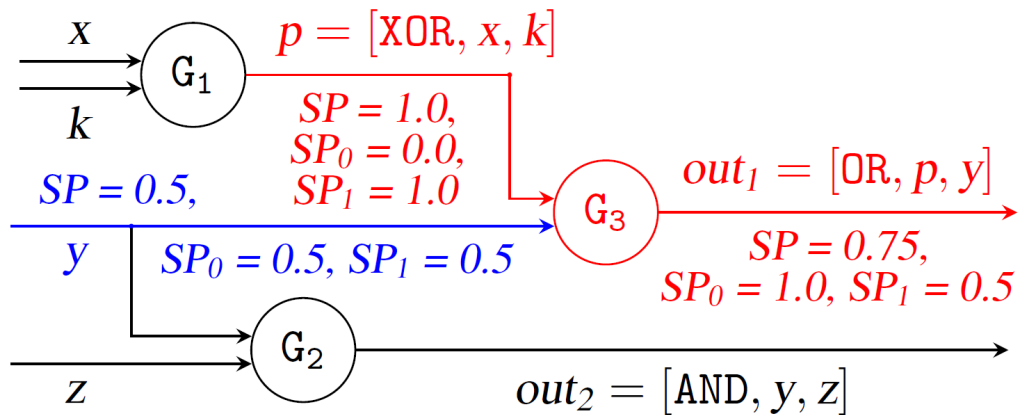 x
G₁
k
p = [XOR, x, k]
SP = 1.0,
SP₀ = 0.0,
SP₁ = 1.0
SP = 0.5,
y
SP₀ = 0.5, SP₁ = 0.5
G₃
out₁ = [OR, p, y]
SP = 0.75,
SP₀ = 1.0, SP₁ = 0.5
G₂
z
out₂ = [AND, y, z]